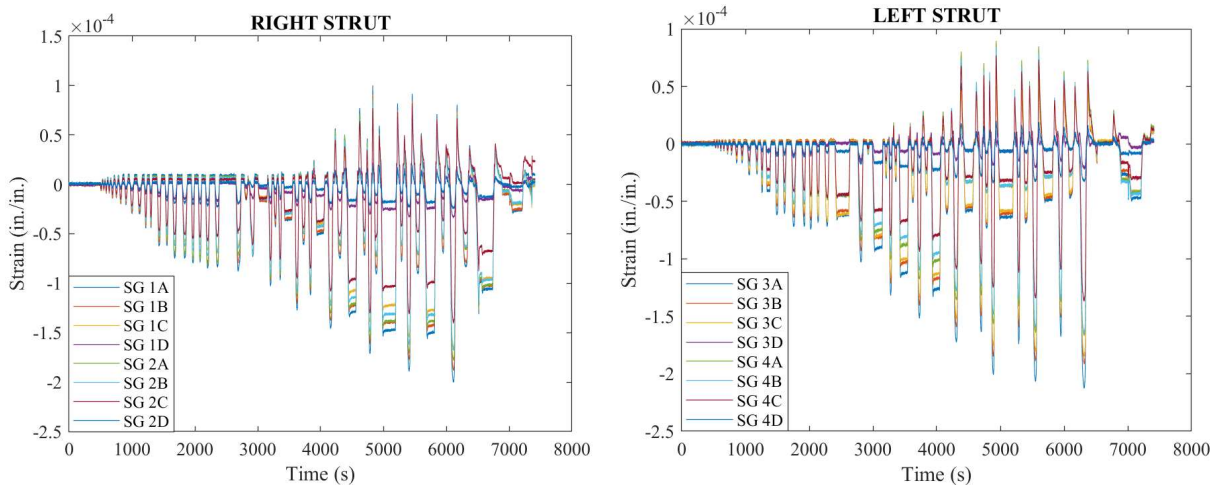 RIGHT STRUT
×10⁻⁴
1.5
1
0.5
0
-0.5
-1
-1.5
-2
-2.5
Strain (in./in.)
0 1000 2000 3000 4000 5000 6000 7000 8000
Time (s)
SG 1A
SG 1B
SG 1C
SG 1D
SG 2A
SG 2B
SG 2C
SG 2D
LEFT STRUT
×10⁻⁴
1
0.5
0
-0.5
-1
-1.5
-2
-2.5
Strain (in./in.)
0 1000 2000 3000 4000 5000 6000 7000 8000
Time (s)
SG 3A
SG 3B
SG 3C
SG 3D
SG 4A
SG 4B
SG 4C
SG 4D